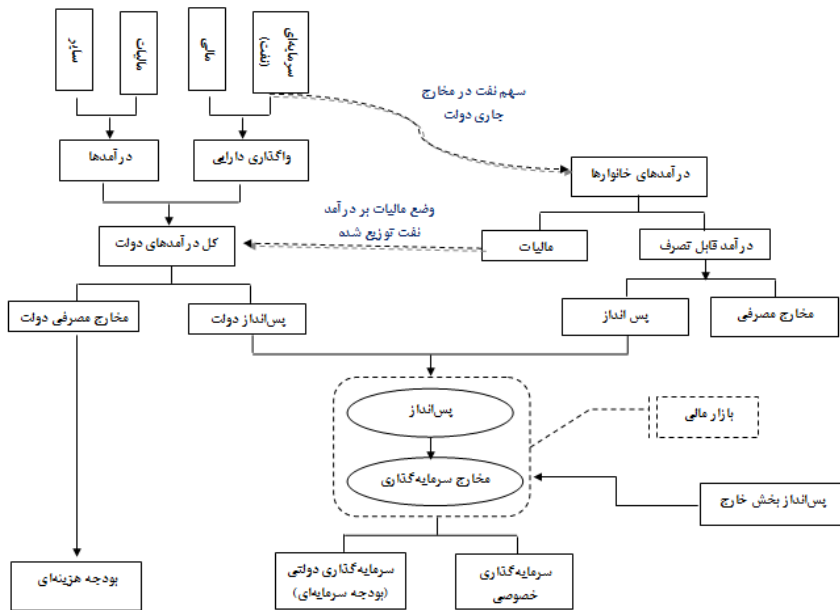 سرمایه‌ای
(نفت)
مالی
مالیات
سایر
سهم نفت در مخارج
جاری دولت
واگذاری دارایی
درآمدها
درآمدهای خانوارها
وضع مالیات بر درآمد
نفت توزیع شده
درآمد قابل تصرف
مالیات
کل درآمدهای دولت
مخارج مصرفی
پس انداز
پس‌انداز دولت
مخارج مصرفی دولت
پس‌انداز
بازار مالی
مخارج سرمایه‌گذاری
پس‌انداز بخش خارج
سرمایه‌گذاری
خصوصی
سرمایه‌گذاری دولتی
(بودجه سرمایه‌ای)
بودجه هزینه‌ای